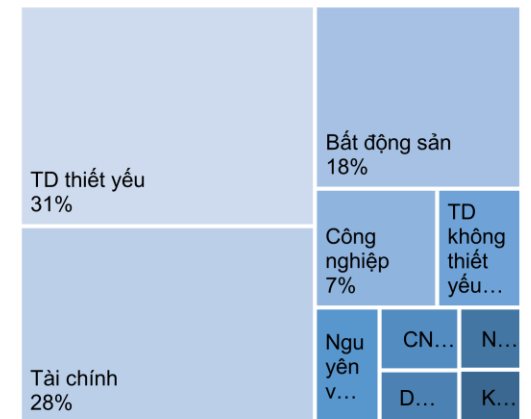 TD thiết yếu
31%
Tài chính
28%
Bất động sản
18%
Công
nghiệp
7%
TD
không
thiết
yếu…
Ngu
yên
v…
CN…
N…
D…
K…